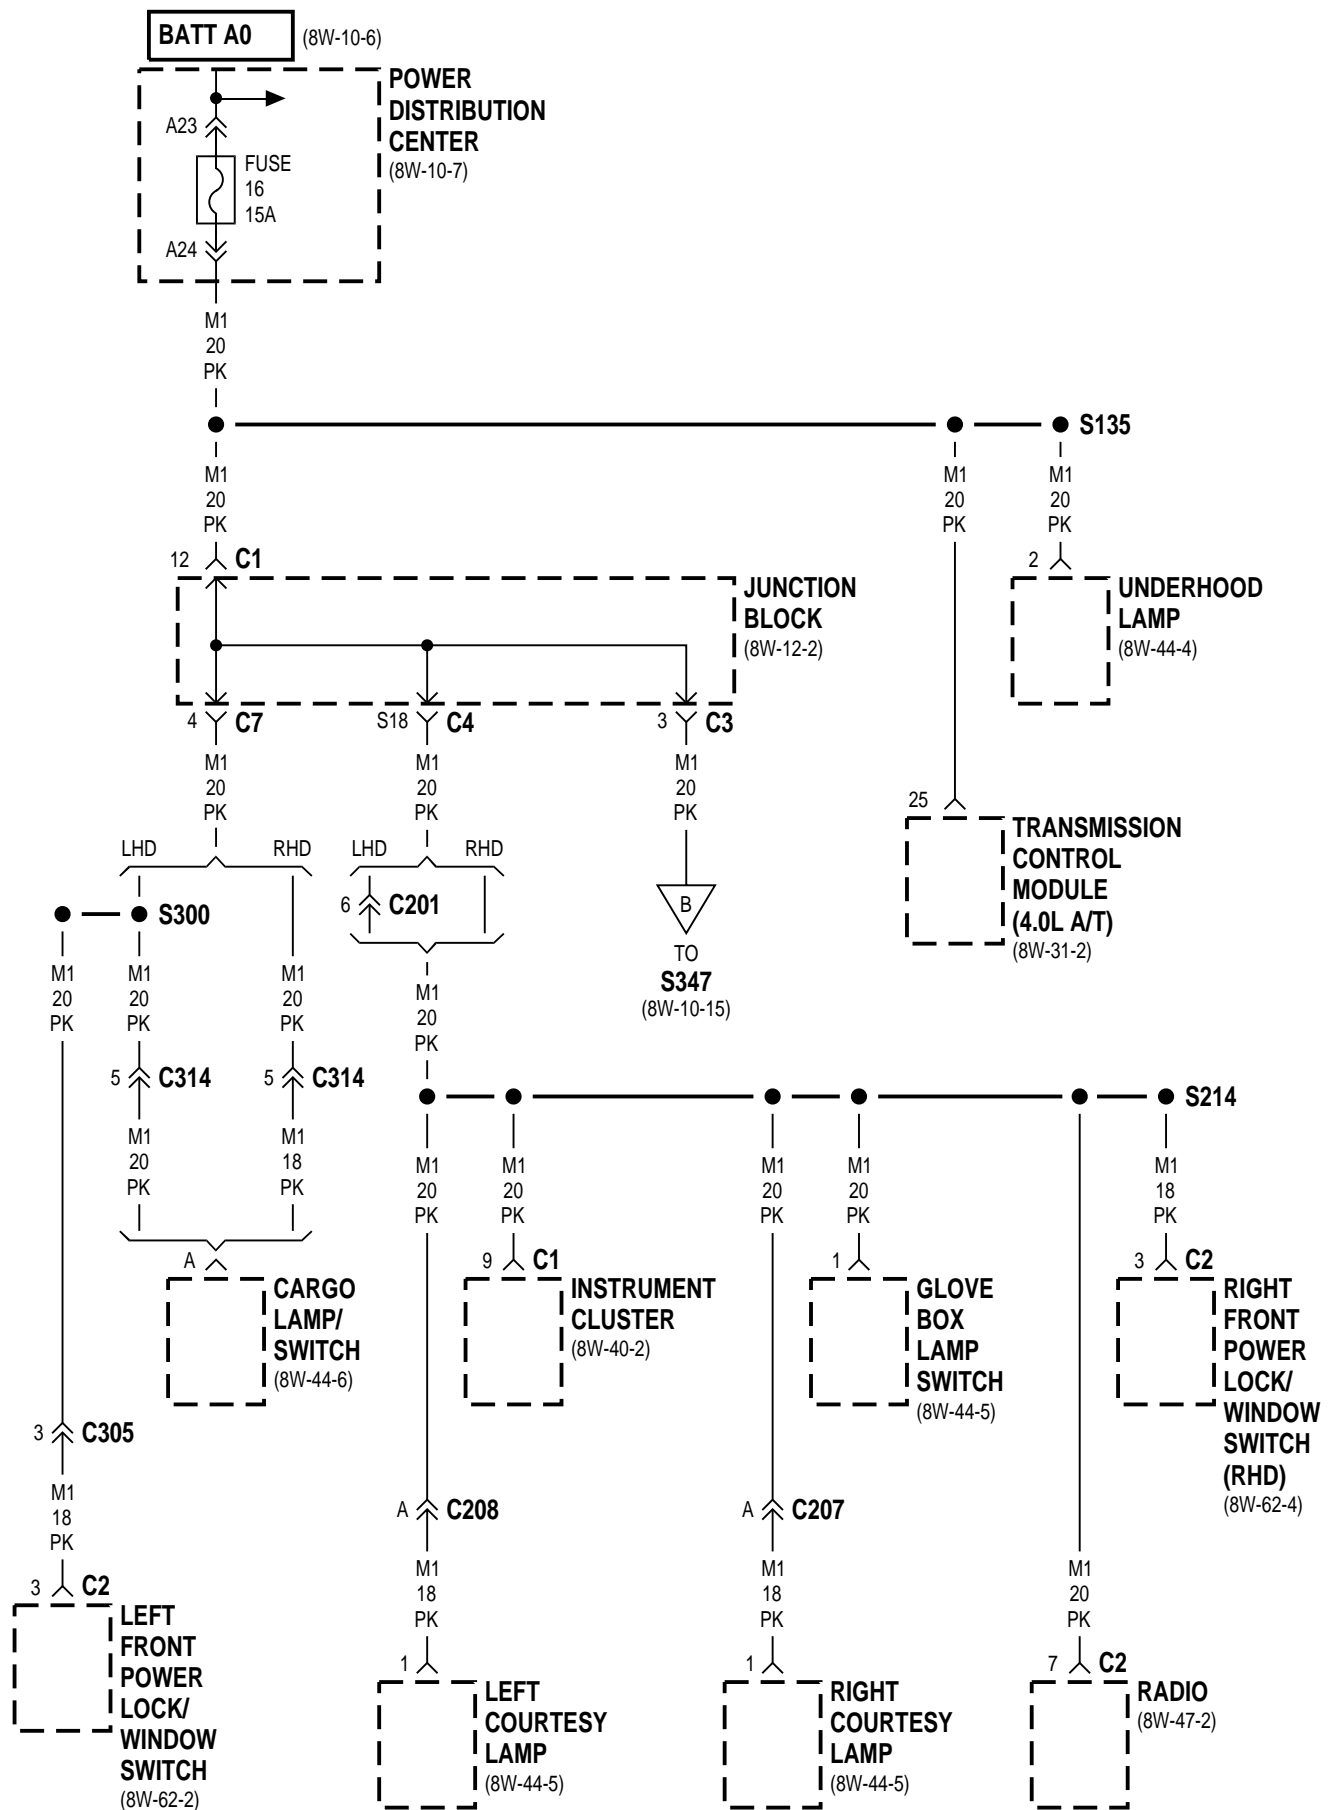 BATT A0
(8W-10-6)
POWER
DISTRIBUTION
CENTER
(8W-10-7)
A23
FUSE
16
15A
A24
M1
20
PK
S135
M1
20
PK
M1
20
PK
M1
20
PK
12
C1
2
JUNCTION
BLOCK
(8W-12-2)
UNDERHOOD
LAMP
(8W-44-4)
4
C7
S18
C4
3
C3
M1
20
PK
M1
20
PK
M1
20
PK
25
TRANSMISSION
CONTROL
MODULE
(4.0L A/T)
(8W-31-2)
LHD
RHD
LHD
RHD
S300
6
C201
B
TO
S347
(8W-10-15)
M1
20
PK
M1
20
PK
M1
20
PK
M1
20
PK
5
C314
5
C314
S214
M1
20
PK
M1
18
PK
M1
20
PK
M1
20
PK
M1
20
PK
M1
20
PK
M1
18
PK
A
CARGO
LAMP/
SWITCH
(8W-44-6)
9
C1
INSTRUMENT
CLUSTER
(8W-40-2)
1
GLOVE
BOX
LAMP
SWITCH
(8W-44-5)
3
C2
RIGHT
FRONT
POWER
LOCK/
WINDOW
SWITCH
(RHD)
(8W-62-4)
3
C305
M1
18
PK
A
C208
A
C207
M1
18
PK
M1
18
PK
M1
20
PK
3
C2
LEFT
FRONT
POWER
LOCK/
WINDOW
SWITCH
(8W-62-2)
1
LEFT
COURTESY
LAMP
(8W-44-5)
1
RIGHT
COURTESY
LAMP
(8W-44-5)
7
C2
RADIO
(8W-47-2)